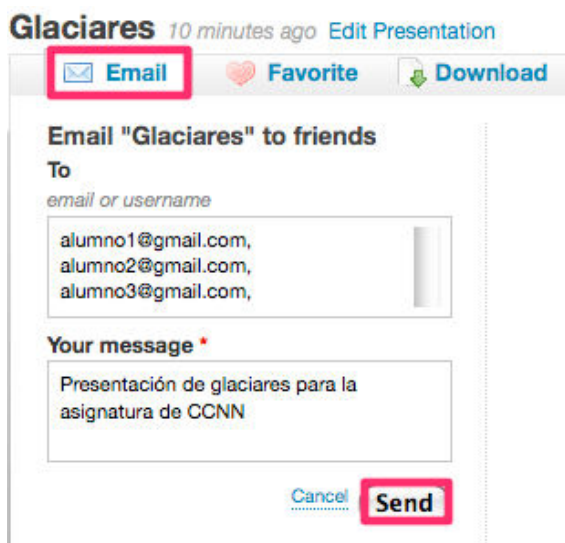 Glaciares 10 minutes ago Edit Presentation
Email Favorite Download
Email "Glaciares" to friends
To
email or username
alumno1@gmail.com,
alumno2@gmail.com,
alumno3@gmail.com,
Your message *
Presentación de glaciares para la
asignatura de CCNN
Cancel Send